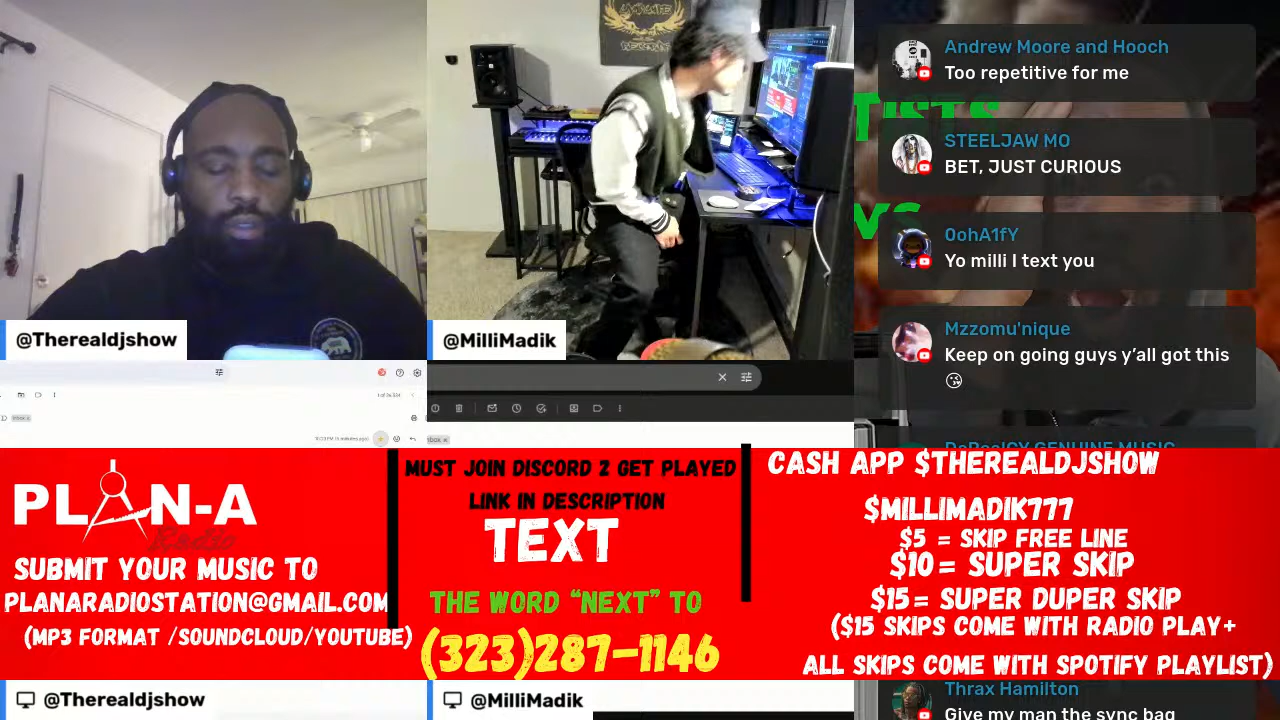 @Therealdjshow
@MilliMadik
Andrew Moore and Hooch
Too repetitive for me
TISTS
STEELJAW MO
BET, JUST CURIOUS
0ohA1fY
Yo milli I text you
Mzzomu'nique
Keep on going guys y'all got this
😘
PLAN-A
Radio
SUBMIT YOUR MUSIC TO
PLANARADIOSTATION@GMAIL.COM
(MP3 FORMAT /SOUNDCLOUD/YOUTUBE)
MUST JOIN DISCORD 2 GET PLAYED
LINK IN DESCRIPTION
TEXT
THE WORD “NEXT” TO
(323)287-1146
CASH APP $THEREALDJSHOW
$MILLIMADIK777
$5 = SKIP FREE LINE
$10 = SUPER SKIP
$15= SUPER DUPER SKIP
($15 SKIPS COME WITH RADIO PLAY+
ALL SKIPS COME WITH SPOTIFY PLAYLIST)
@Therealdjshow
@MilliMadik
Thrax Hamilton
Give my man the sync bag